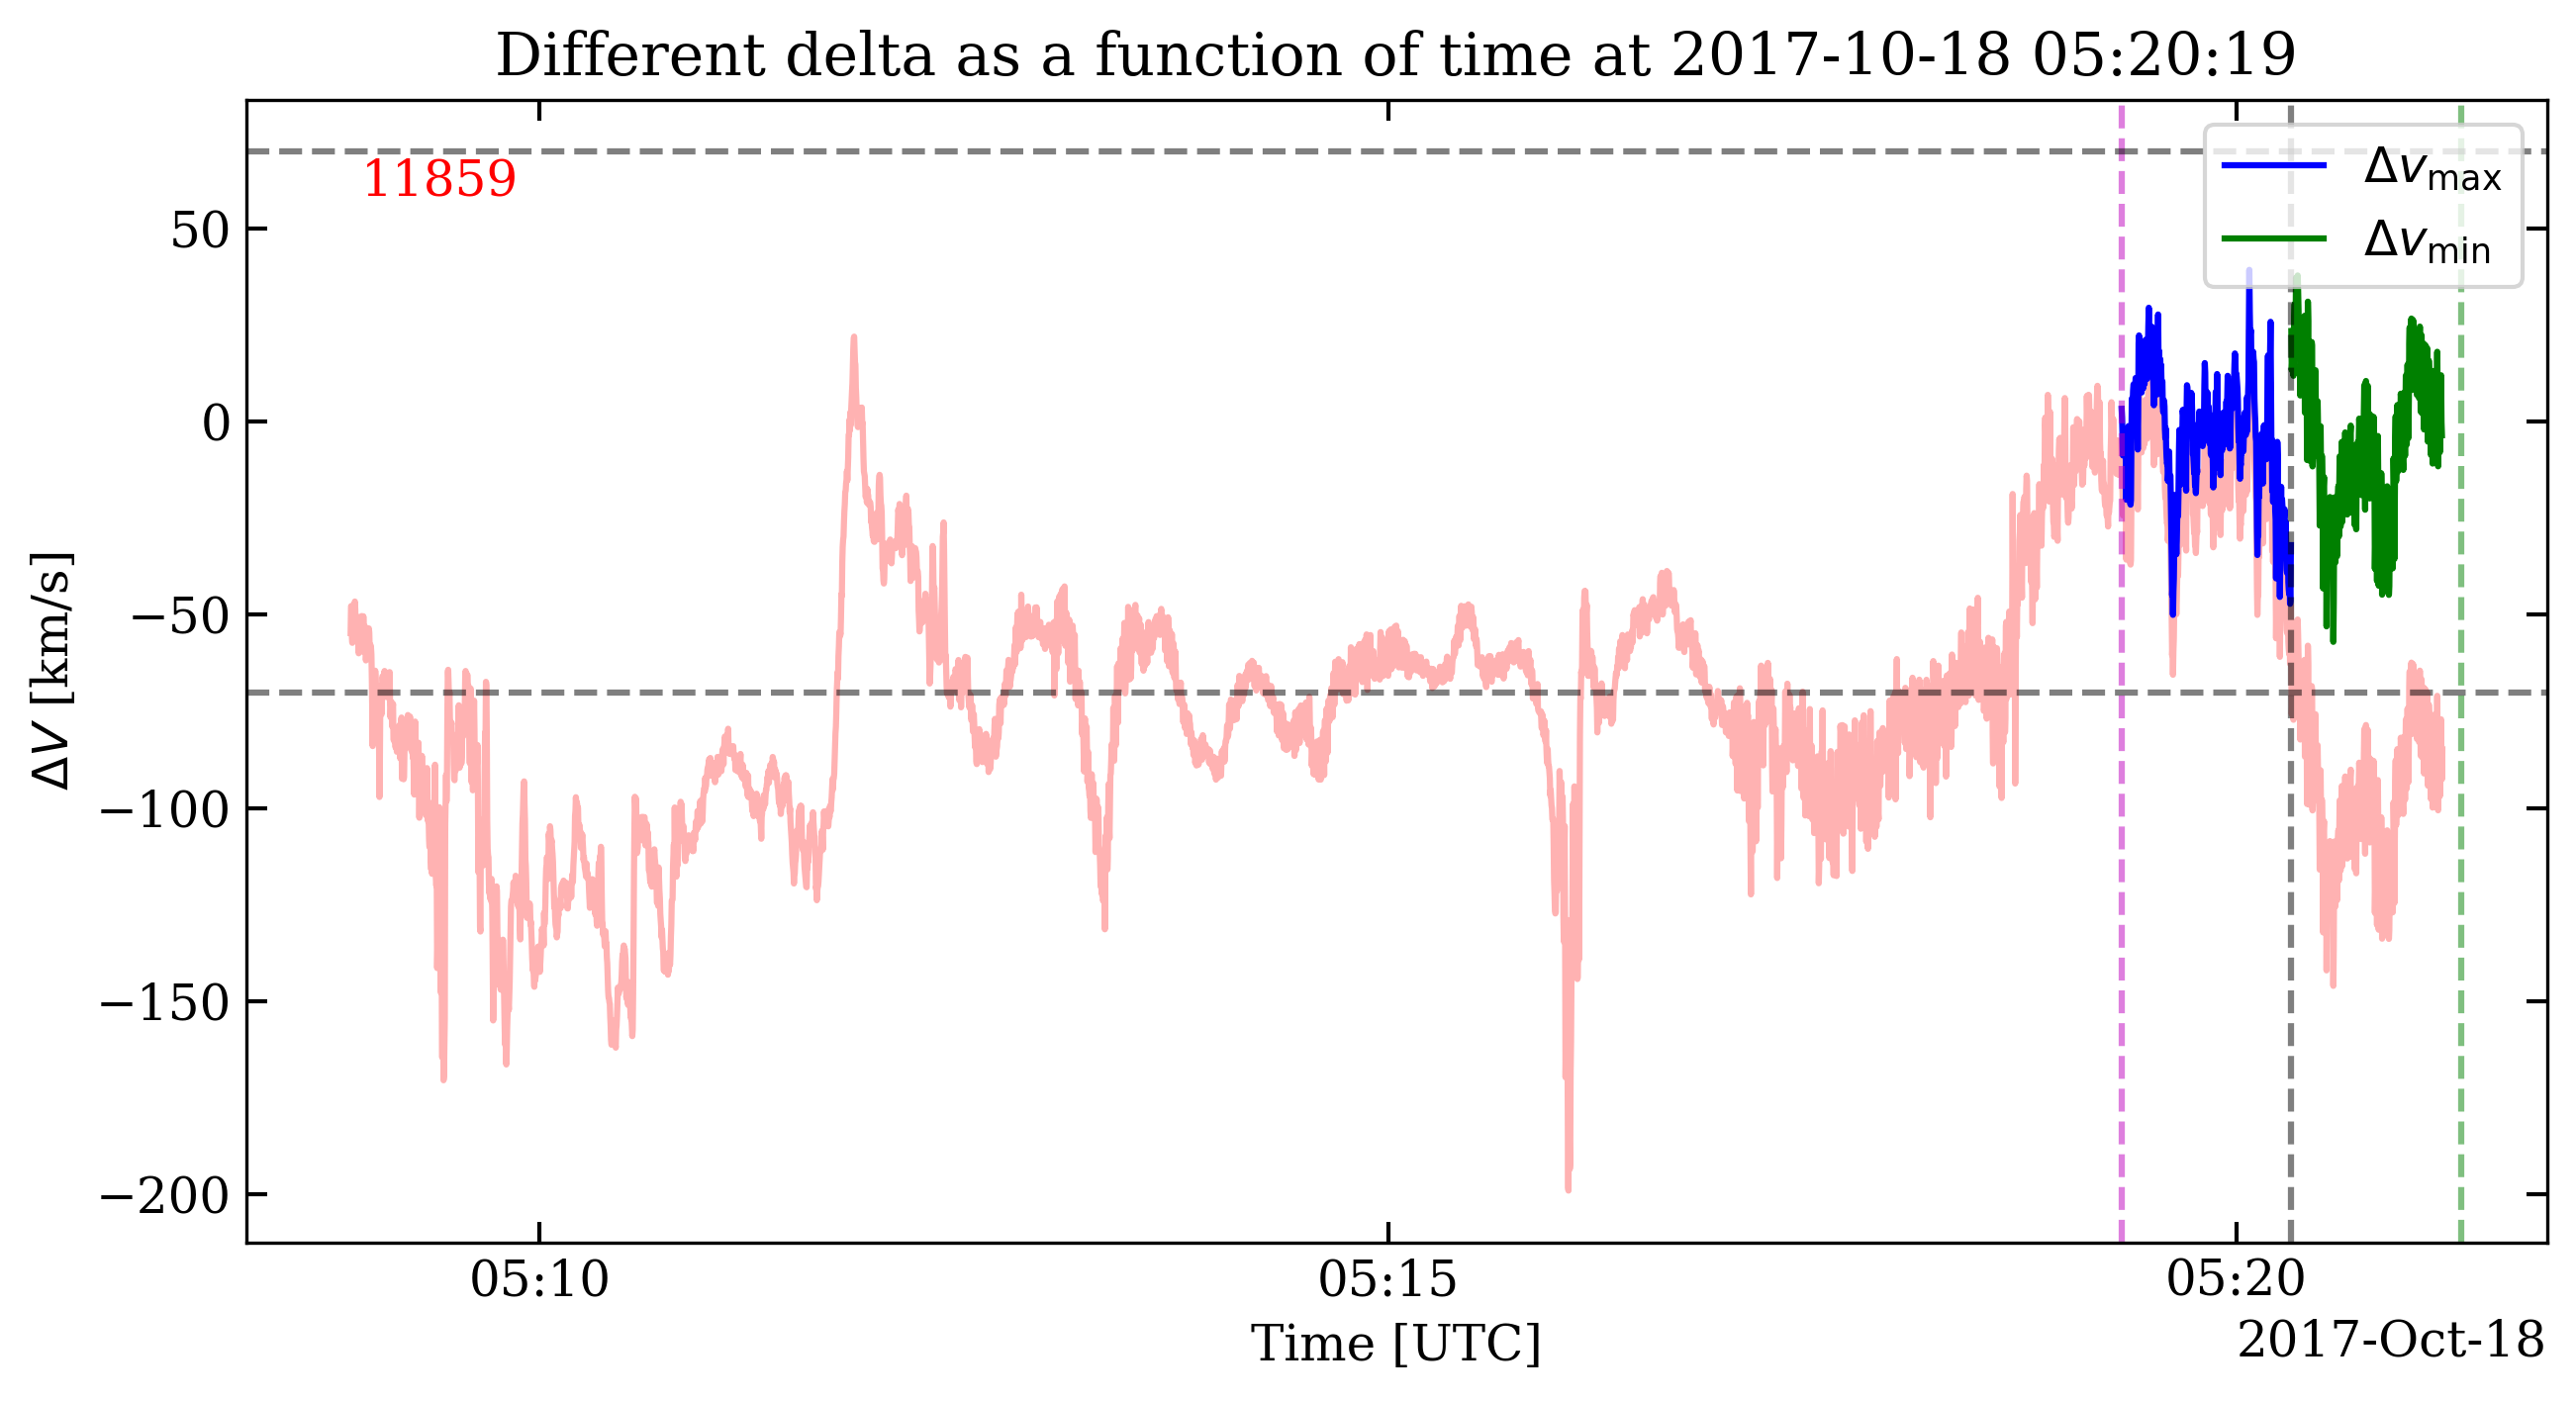 Different delta as a function of time at 2017-10-18 05:20:19
11859
Δv_max
Δv_min
50
0
−50
−100
−150
−200
ΔV [km/s]
05:10 05:15 05:20
Time [UTC]
2017-Oct-18